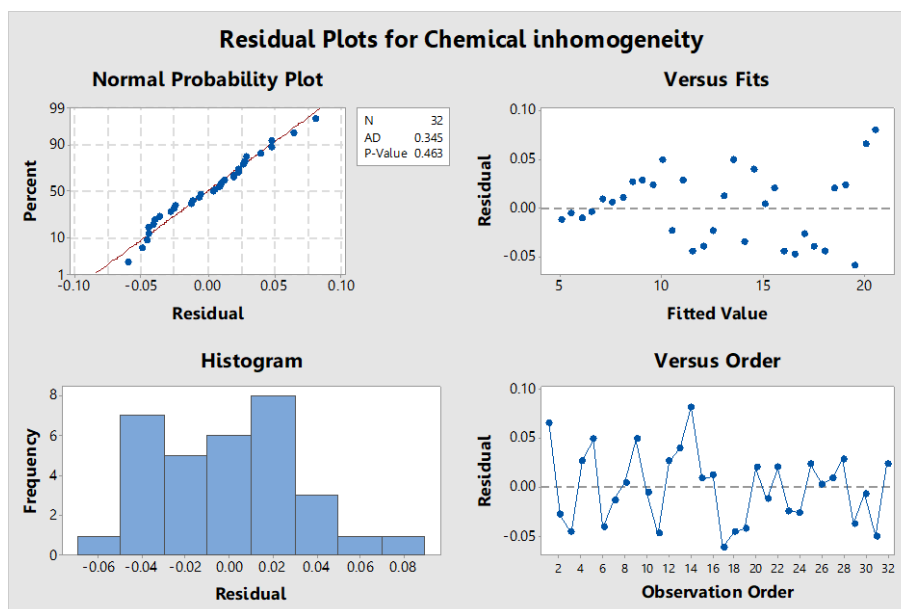 Residual Plots for Chemical inhomogeneity
Normal Probability Plot
99
90
50
10
1
Percent
-0.10 -0.05 0.00 0.05 0.10
Residual
N 32
AD 0.345
P-Value 0.463
Versus Fits
0.10
0.05
0.00
-0.05
Residual
5 10 15 20
Fitted Value
Histogram
8
6
4
2
0
Frequency
-0.06 -0.04 -0.02 0.00 0.02 0.04 0.06 0.08
Residual
Versus Order
0.10
0.05
0.00
-0.05
Residual
2 4 6 8 10 12 14 16 18 20 22 24 26 28 30 32
Observation Order